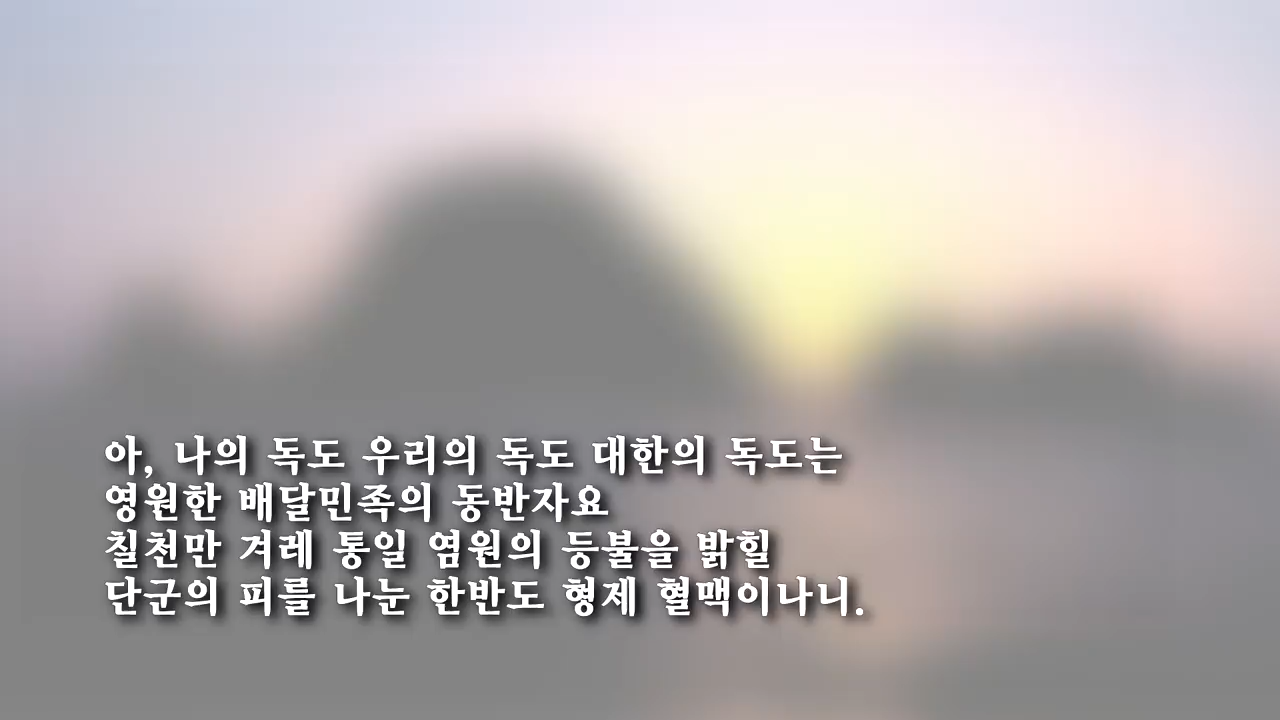 아, 나의 독도 우리의 독도 대한의 독도는
영원한 배달민족의 동반자요
칠천만 겨레 통일 염원의 등불을 밝힐
단군의 피를 나눈 한반도 형제 혈맥이나니.